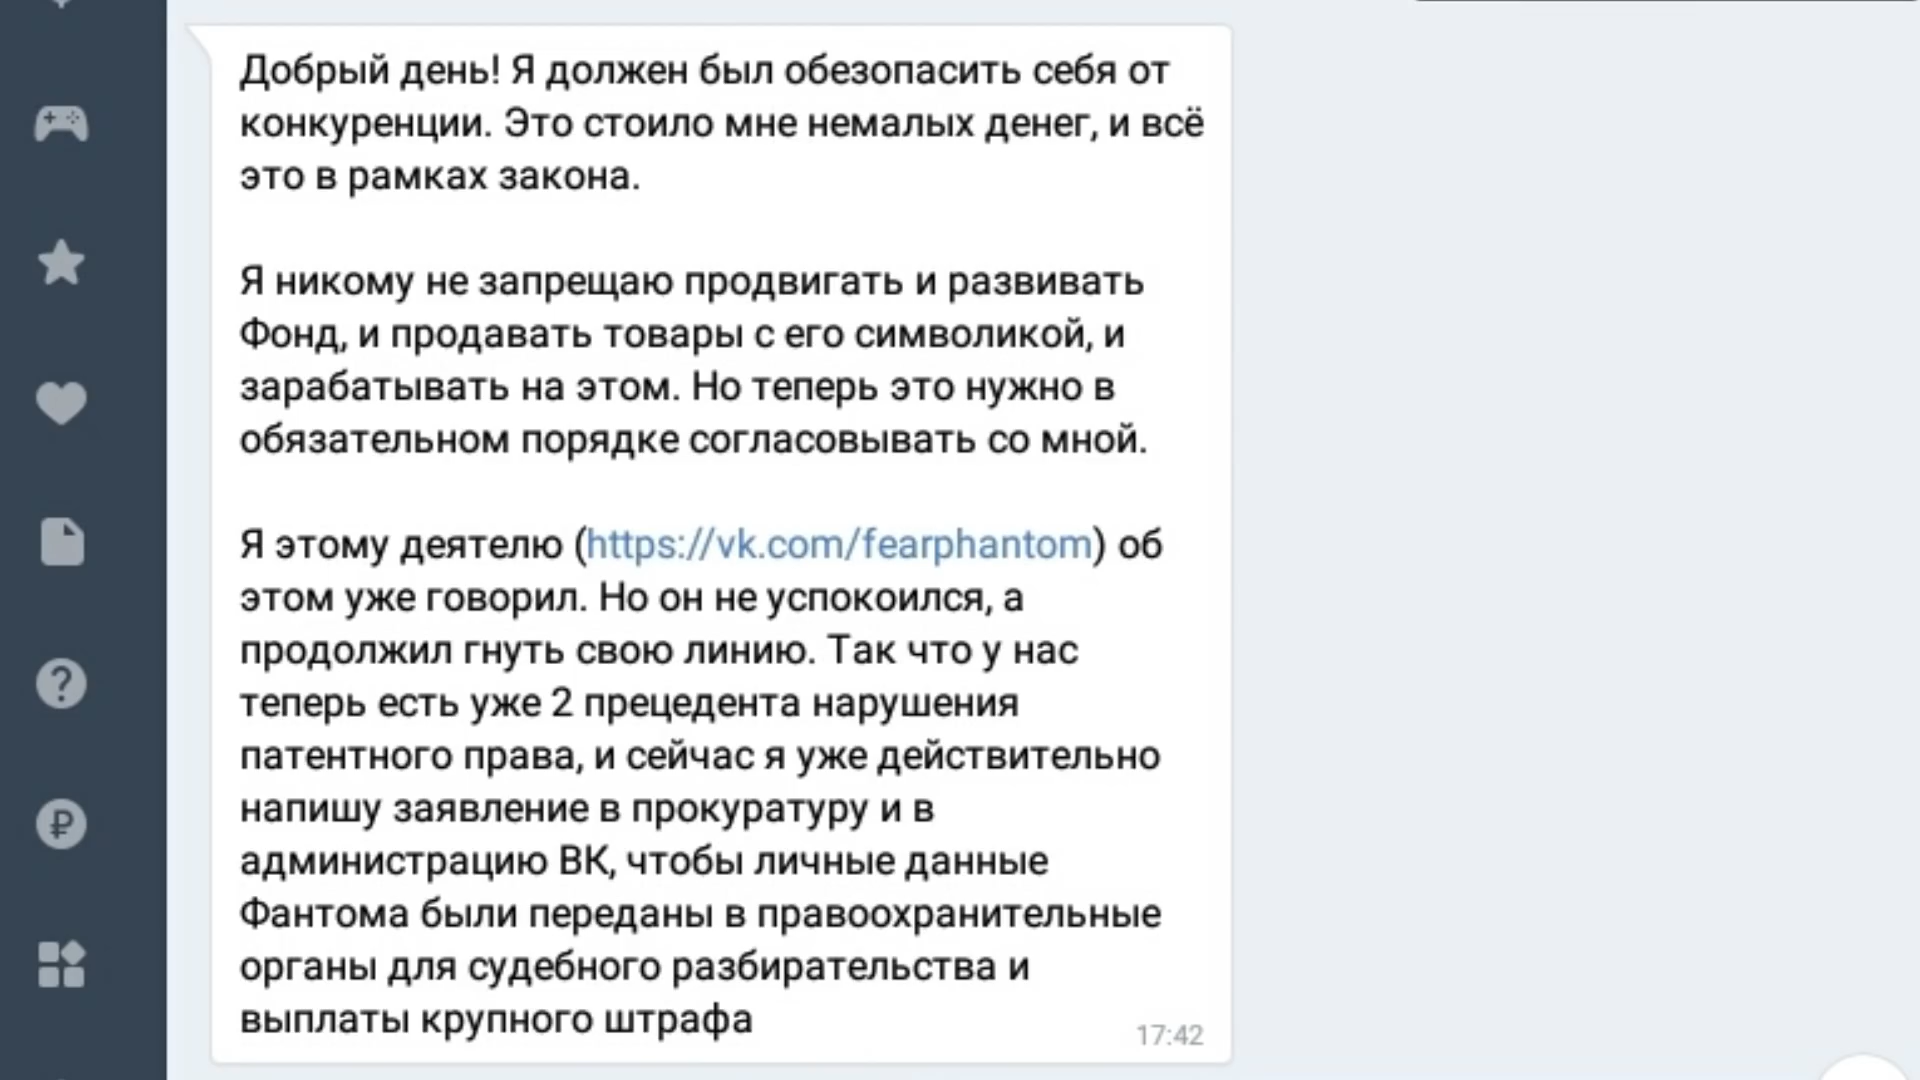 Добрый день! Я должен был обезопасить себя от
конкуренции. Это стоило мне немалых денег, и всё
это в рамках закона.
Я никому не запрещаю продвигать и развивать
Фонд, и продавать товары с его символикой, и
зарабатывать на этом. Но теперь это нужно в
обязательном порядке согласовывать со мной.
Я этому деятелю (https://vk.com/fearphantom) об
этом уже говорил. Но он не успокоился, а
продолжил гнуть свою линию. Так что у нас
теперь есть уже 2 прецедента нарушения
патентного права, и сейчас я уже действительно
напишу заявление в прокуратуру и в
администрацию ВК, чтобы личные данные
Фантома были переданы в правоохранительные
органы для судебного разбирательства и
выплаты крупного штрафа
17:42